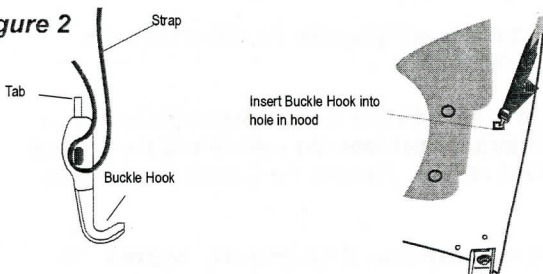 gure 2
Strap
Tab
Buckle Hook
Insert Buckle Hook into
hole in hood